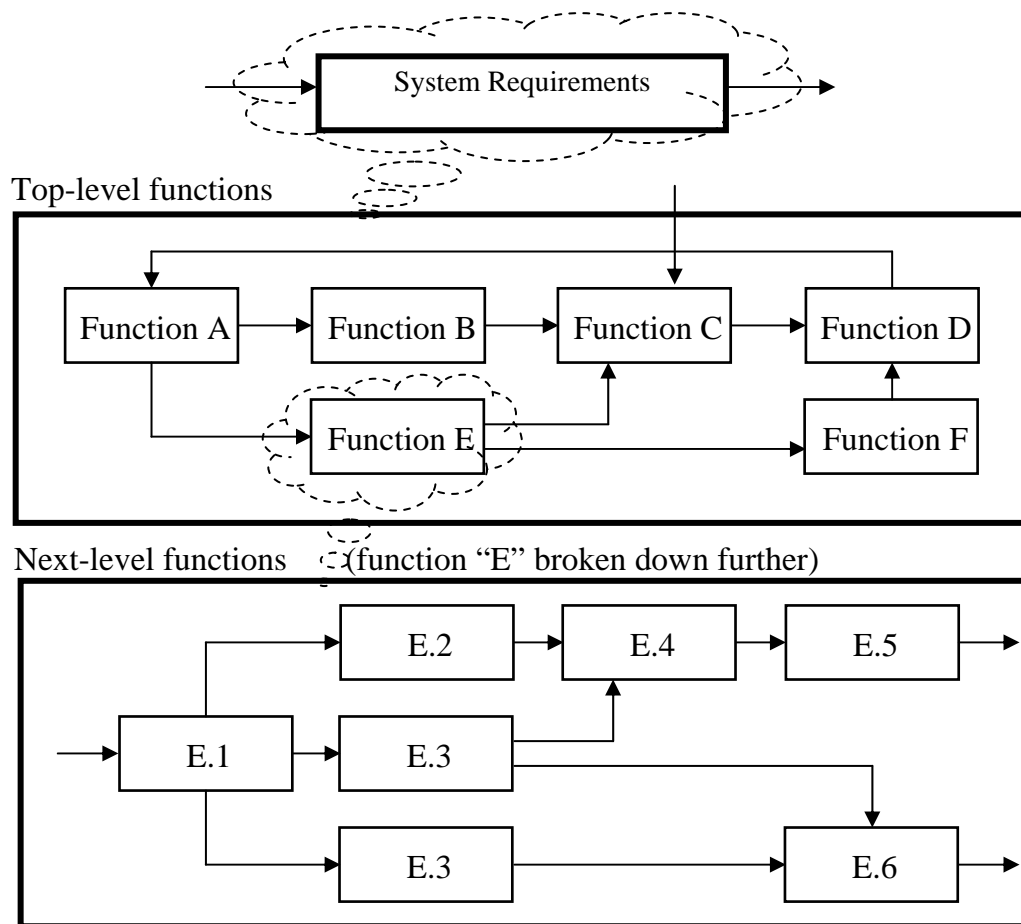 System Requirements
Top-level functions
Function A
Function B
Function C
Function D
Function E
Function F
Next-level functions (function “E” broken down further)
E.2
E.4
E.5
E.1
E.3
E.3
E.6